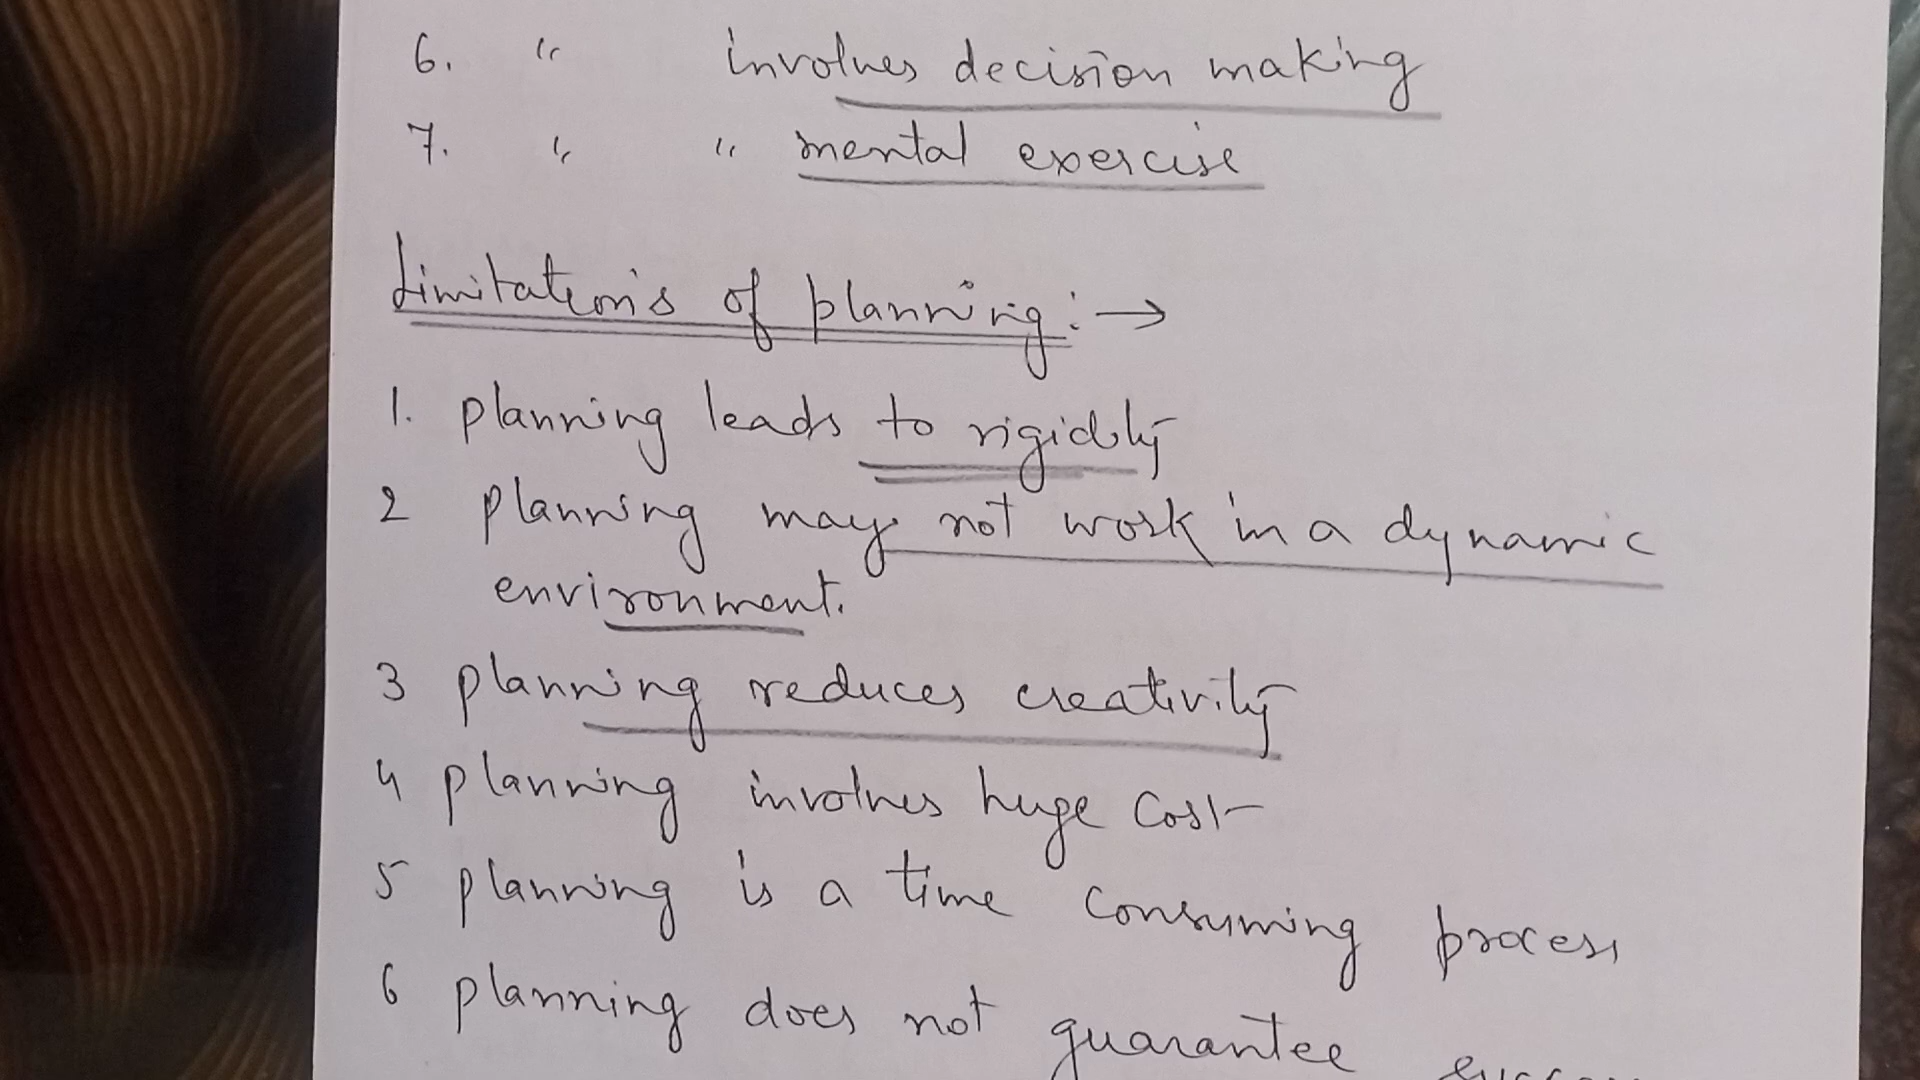 6. " involves decision making
7. " " mental exercise
Limitations of planning:→
1. planning leads to rigidity
2 planning may not work in a dynamic
environment.
3 planning reduces creativity
4 planning involves huge cost
5 planning is a time consuming process
6 planning does not guarantee